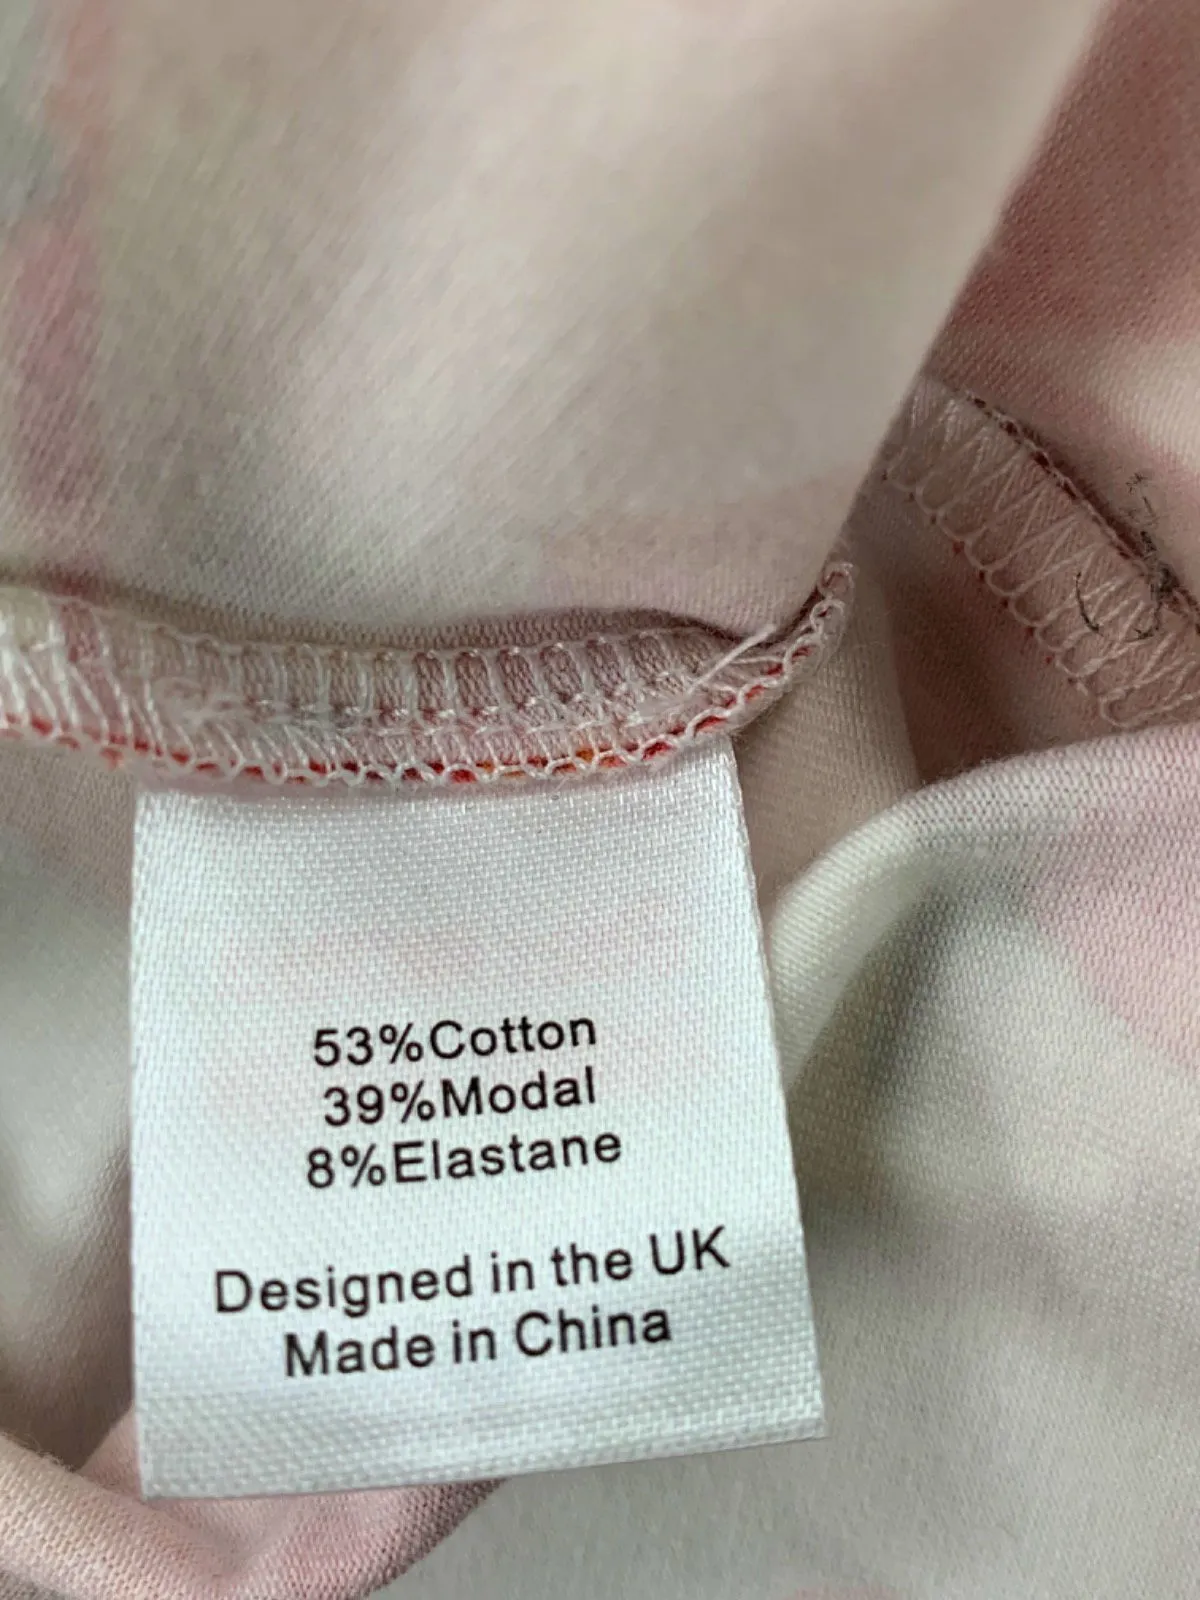 53%Cotton
39%Modal
8%Elastane
Designed in the UK
Made in China